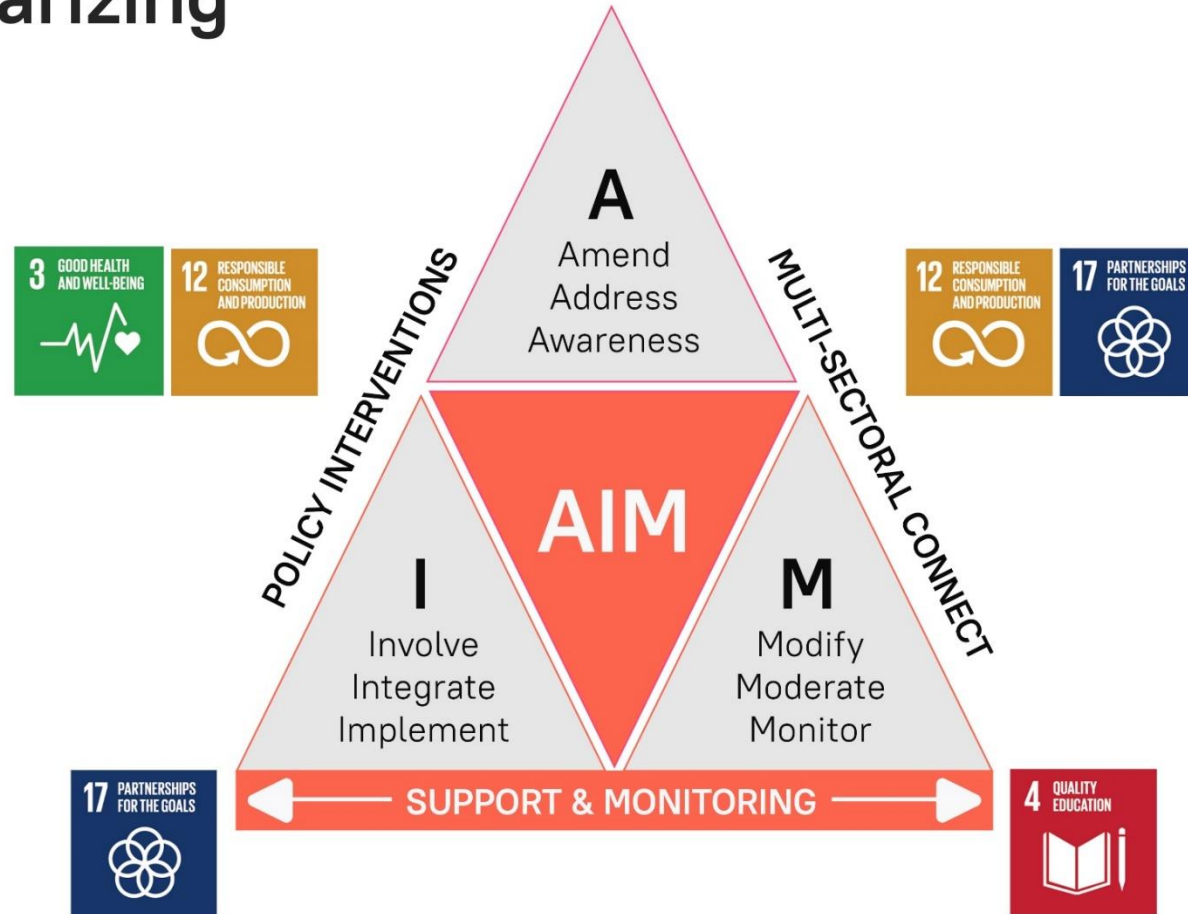 arizing
A
Amend
Address
Awareness
POLICY INTERVENTIONS
MULTI-SECTORAL CONNECT
3 GOOD HEALTH
AND WELL-BEING
12 RESPONSIBLE
CONSUMPTION
AND PRODUCTION
12 RESPONSIBLE
CONSUMPTION
AND PRODUCTION
17 PARTNERSHIPS
FOR THE GOALS
AIM
I
Involve
Integrate
Implement
M
Modify
Moderate
Monitor
17 PARTNERSHIPS
FOR THE GOALS
SUPPORT & MONITORING
4 QUALITY
EDUCATION